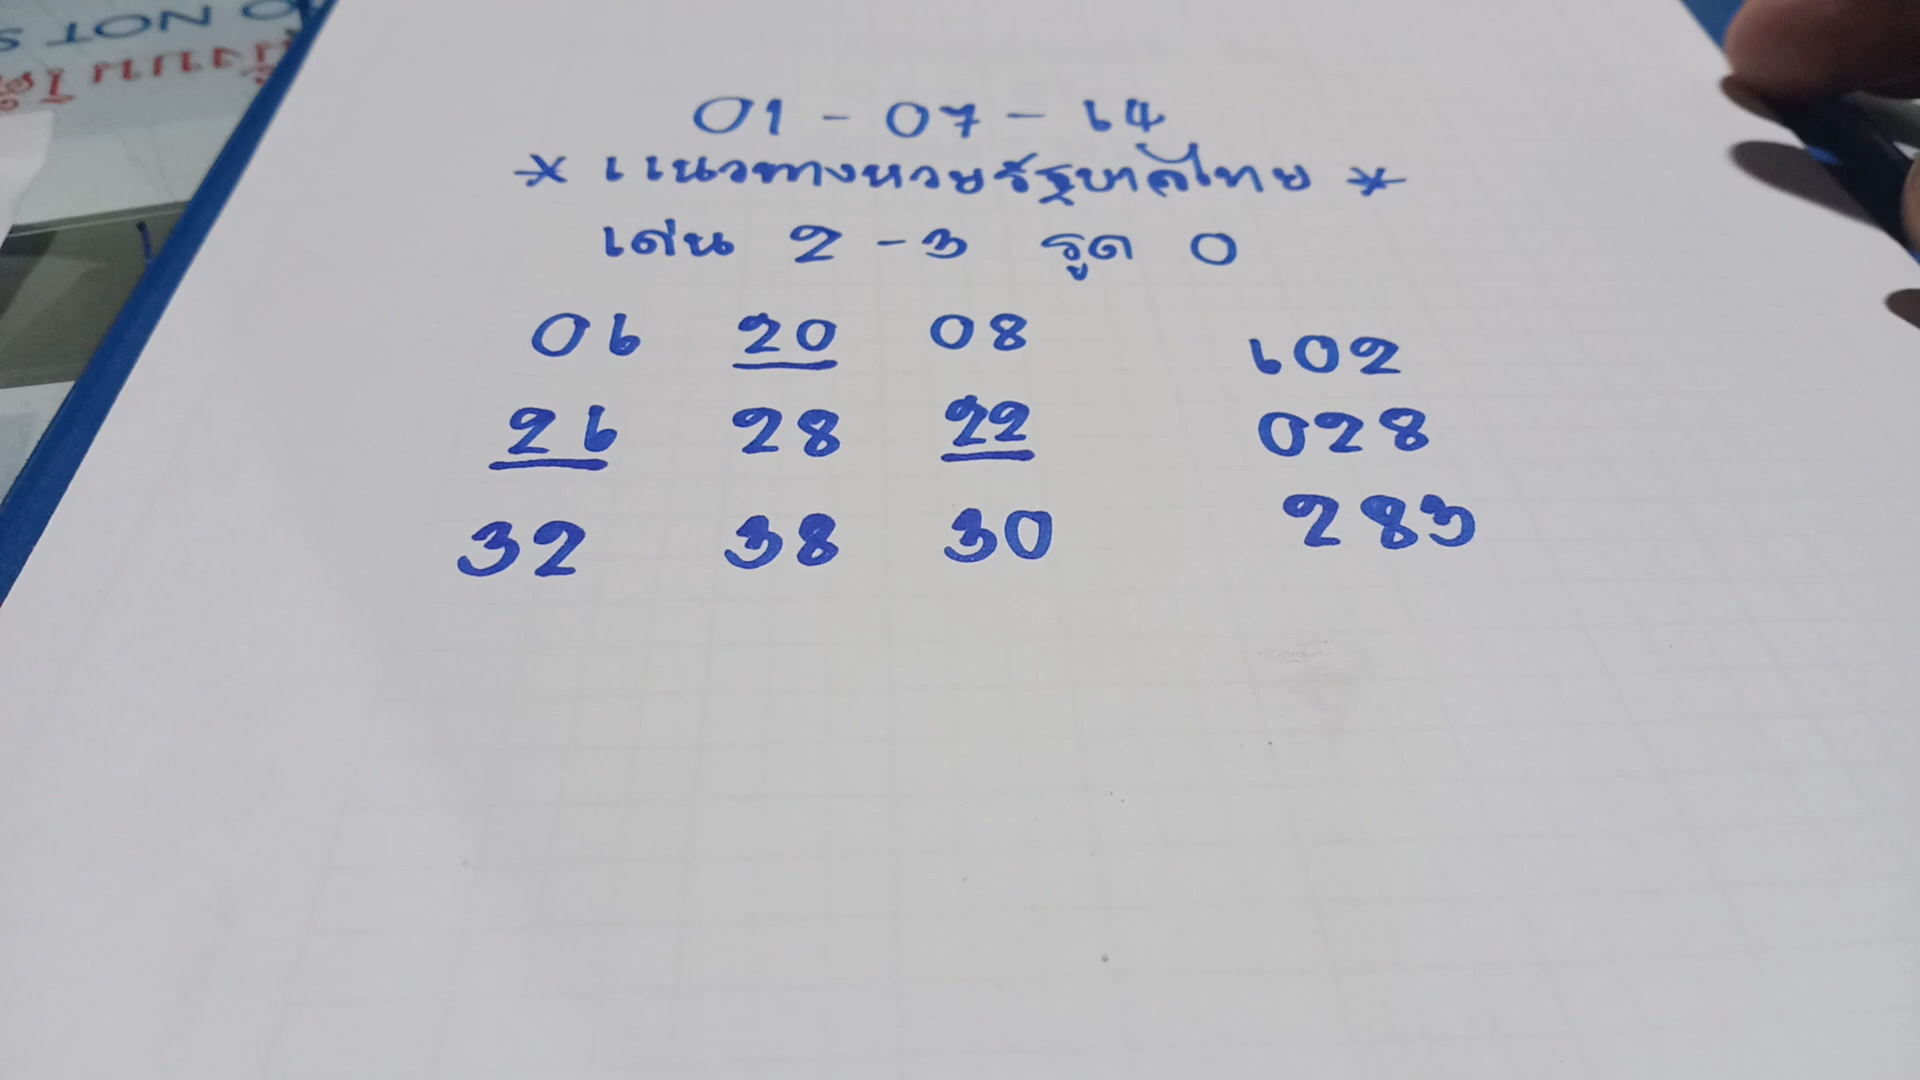 01 - 07 - 64
* แนวทางหวยรัฐบาลไทย *
เด่น 2 - 3 รูด 0
06 20 08 602
26 28 22 028
32 38 30 283
NOT S